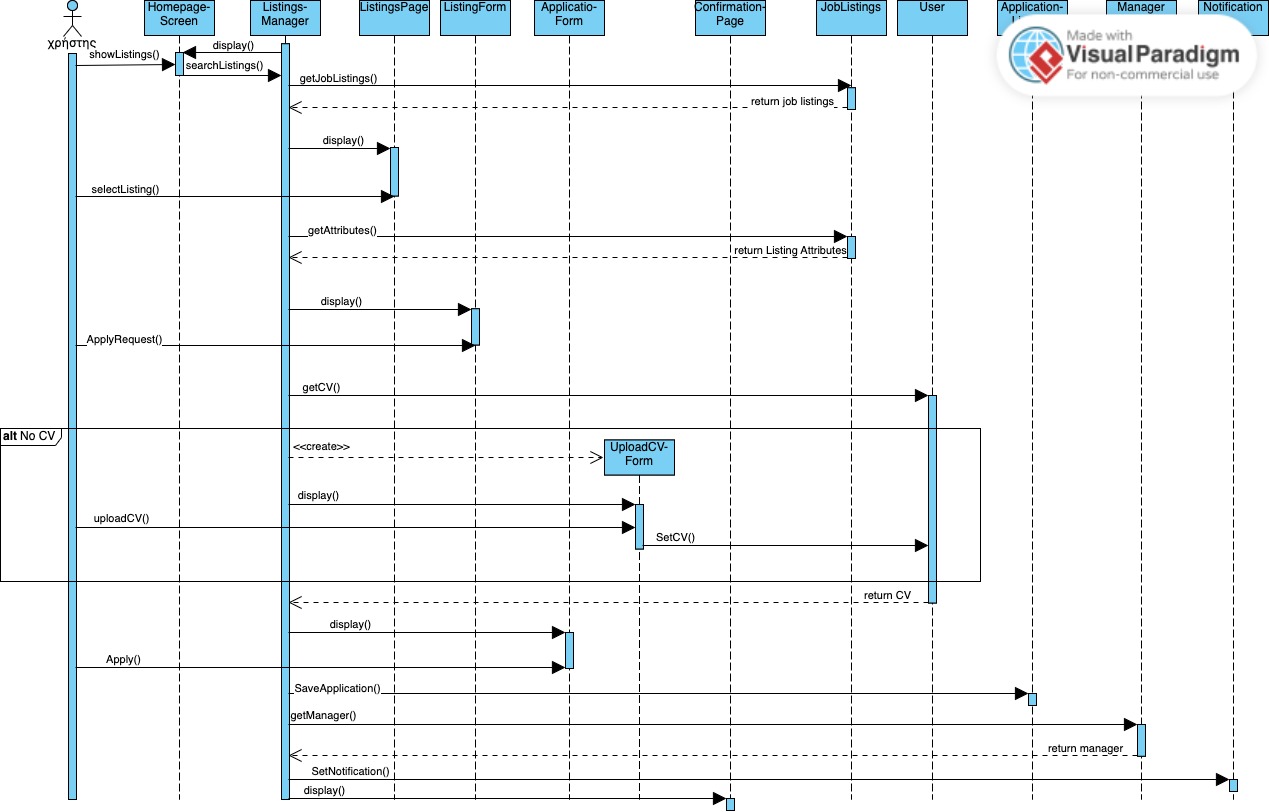 Homepage-
Screen
Listings-
Manager
ListingsPage
ListingForm
Applicatio-
Form
Confirmation-
Page
JobListings
User
Application-
Manager
Notification
Made with
Visual Paradigm
For non-commercial use
χρήστης
display()
showListings()
searchListings()
getJobListings()
return job listings
display()
selectListing()
getAttributes()
return Listing Attributes
display()
ApplyRequest()
getCV()
alt No CV
<<create>>
UploadCV-
Form
display()
uploadCV()
SetCV()
return CV
display()
Apply()
SaveApplication()
getManager()
return manager
SetNotification()
display()